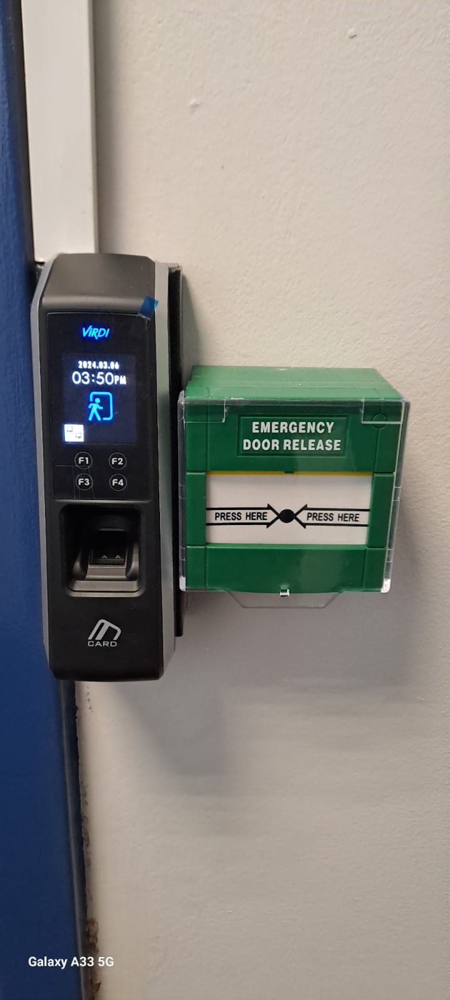 ViRDI
2024.03.06
03:50PM
F1 F2
F3 F4
CARD
EMERGENCY
DOOR RELEASE
PRESS HERE PRESS HERE
Galaxy A33 5G